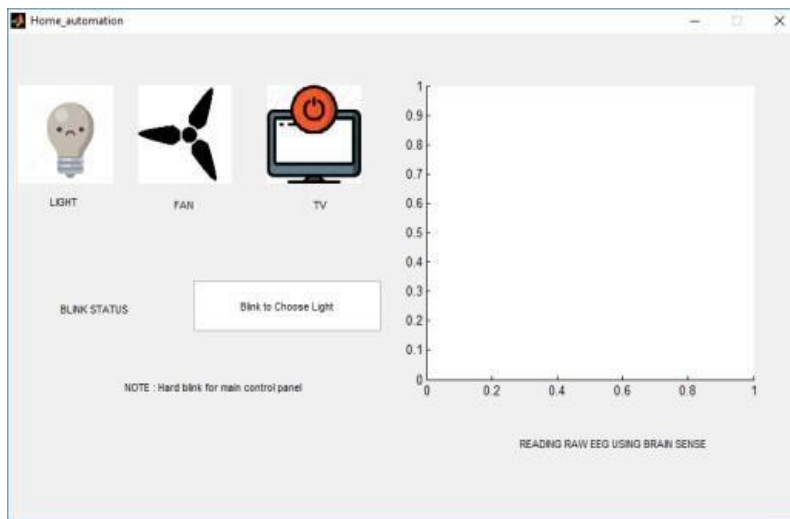 Home_automation
LIGHT
FAN
TV
BLINK STATUS
Blink to Choose Light
NOTE : Hard blink for main control panel
1
0.9
0.8
0.7
0.6
0.5
0.4
0.3
0.2
0.1
0
0 0.2 0.4 0.6 0.8 1
READING RAW EEG USING BRAIN SENSE